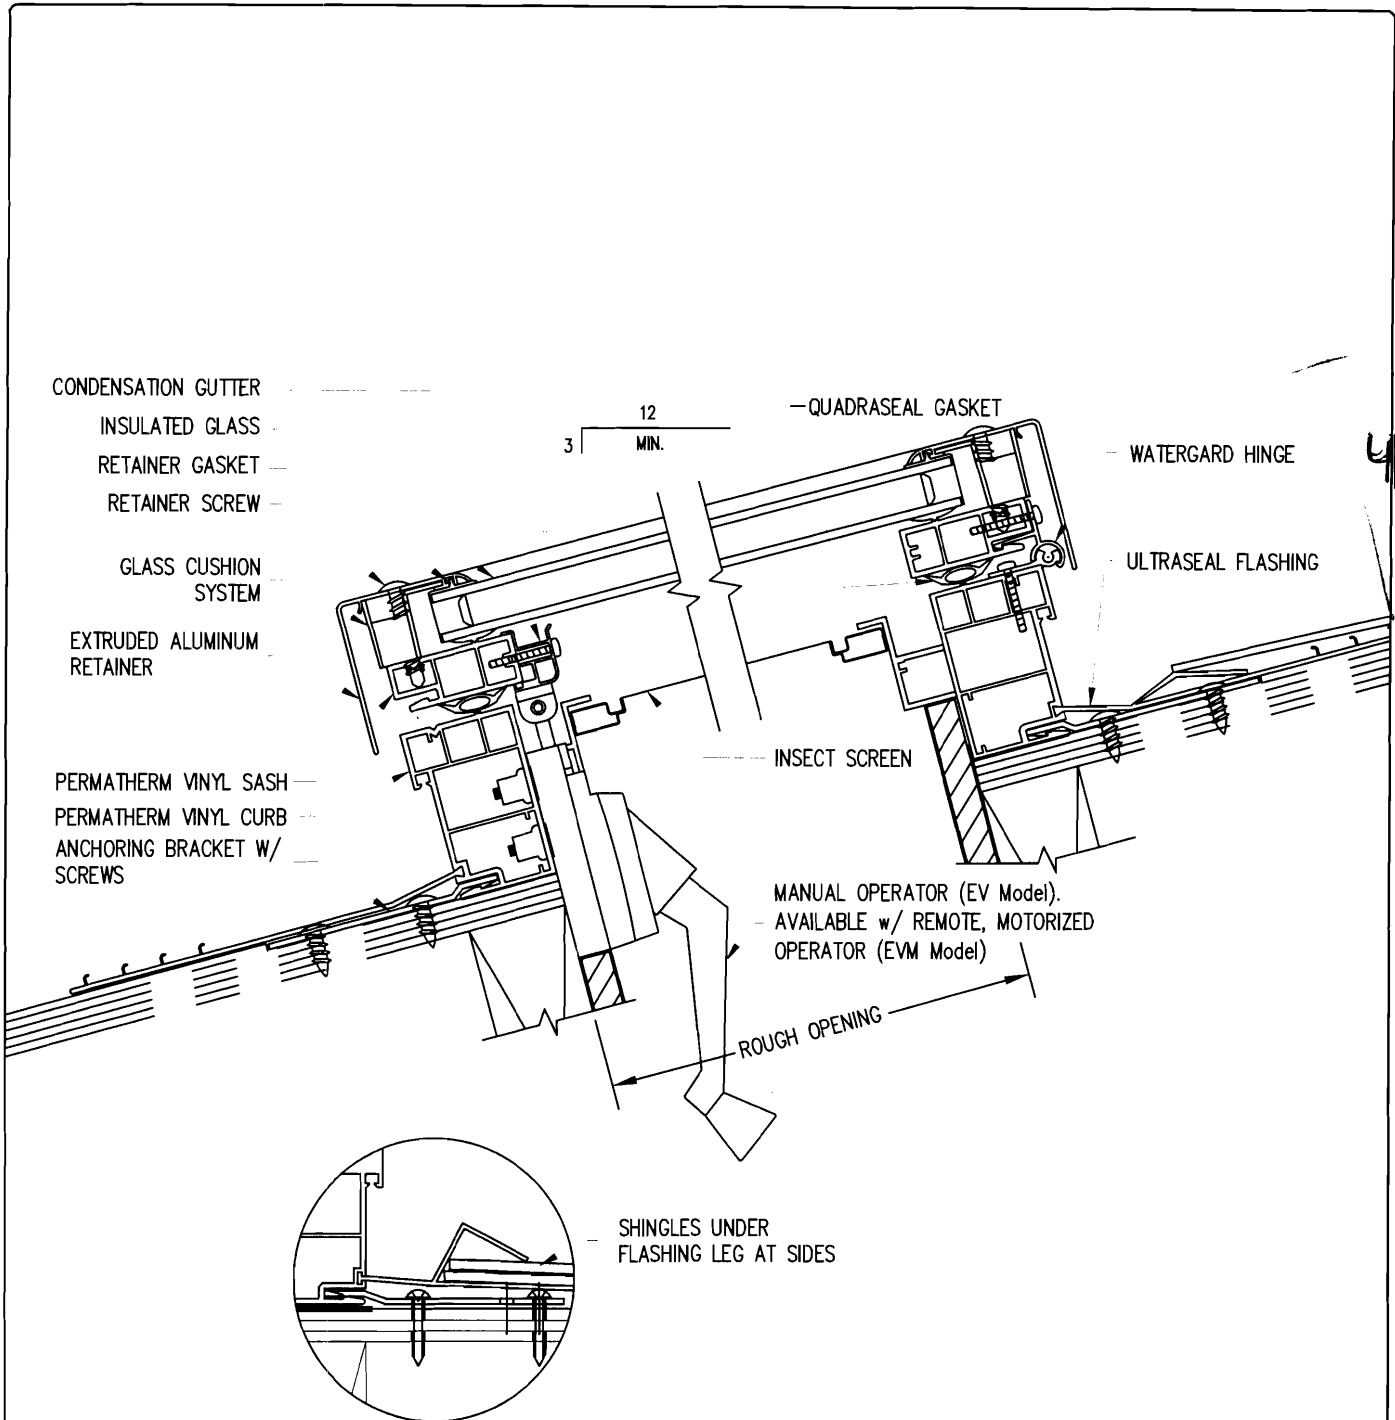 CONDENSATION GUTTER
INSULATED GLASS
RETAINER GASKET
RETAINER SCREW
GLASS CUSHION
SYSTEM
EXTRUDED ALUMINUM
RETAINER
PERMATHERM VINYL SASH
PERMATHERM VINYL CURB
ANCHORING BRACKET W/
SCREWS
12
3
MIN.
QUADRASEAL GASKET
WATERGARD HINGE
ULTRASEAL FLASHING
INSECT SCREEN
MANUAL OPERATOR (EV Model).
AVAILABLE w/ REMOTE, MOTORIZED
OPERATOR (EVM Model)
ROUGH OPENING
SHINGLES UNDER
FLASHING LEG AT SIDES